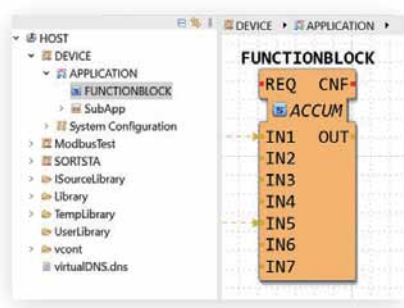 HOST
DEVICE
APPLICATION
FUNCTIONBLOCK
SubApp
System Configuration
ModbusTest
SORTSTA
ISourceLibrary
Library
TempLibrary
UserLibrary
vcont
virtualDNS.dns
DEVICE APPLICATION
FUNCTIONBLOCK
REQ CNF
ACCUM
IN1 OUT
IN2
IN3
IN4
IN5
IN6
IN7